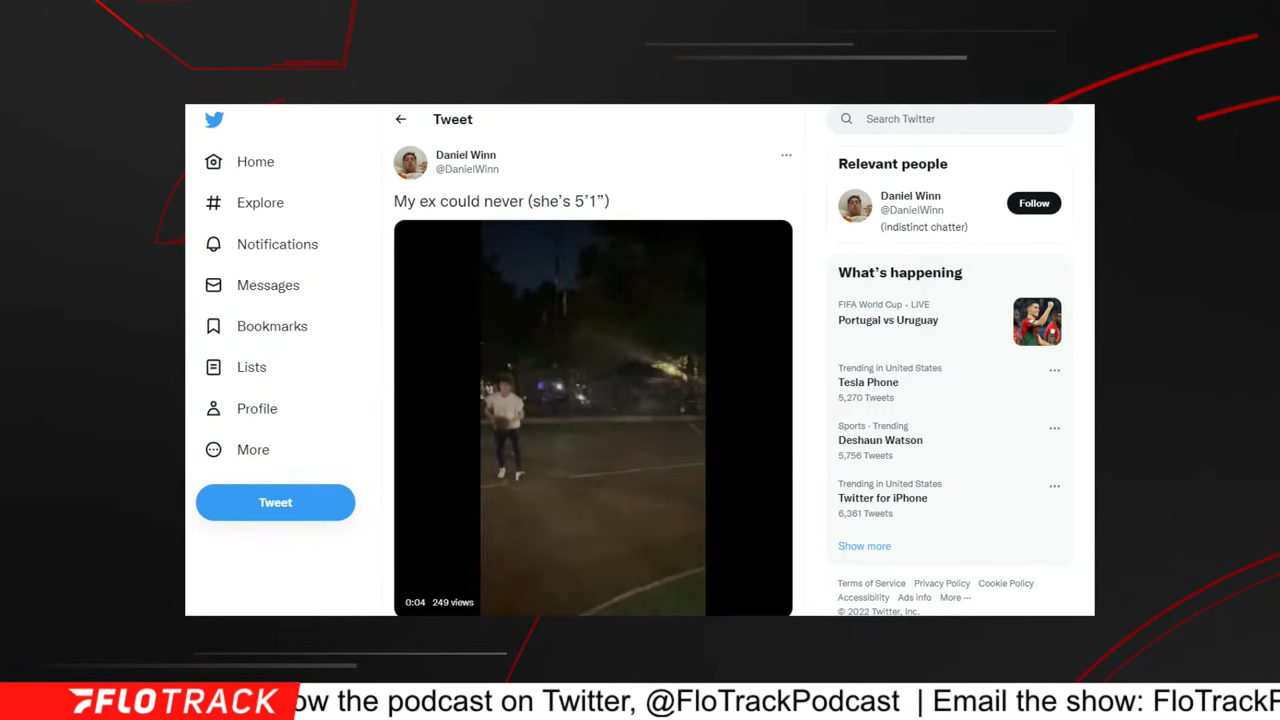 Home
Explore
Notifications
Messages
Bookmarks
Lists
Profile
More
Tweet
Tweet
Daniel Winn
@DanielWinn
My ex could never (she's 5'1”)
0:04 249 views
Search Twitter
Relevant people
Daniel Winn
@DanielWinn
(indistinct chatter)
Follow
What's happening
FIFA World Cup · LIVE
Portugal vs Uruguay
Trending in United States
Tesla Phone
5,270 Tweets
Sports · Trending
Deshaun Watson
5,756 Tweets
Trending in United States
Twitter for iPhone
6,361 Tweets
Show more
Terms of Service Privacy Policy Cookie Policy
Accessibility Ads info More ···
© 2022 Twitter, Inc.
FLOTRACK
ow the podcast on Twitter, @FloTrackPodcast | Email the show: FloTrackP